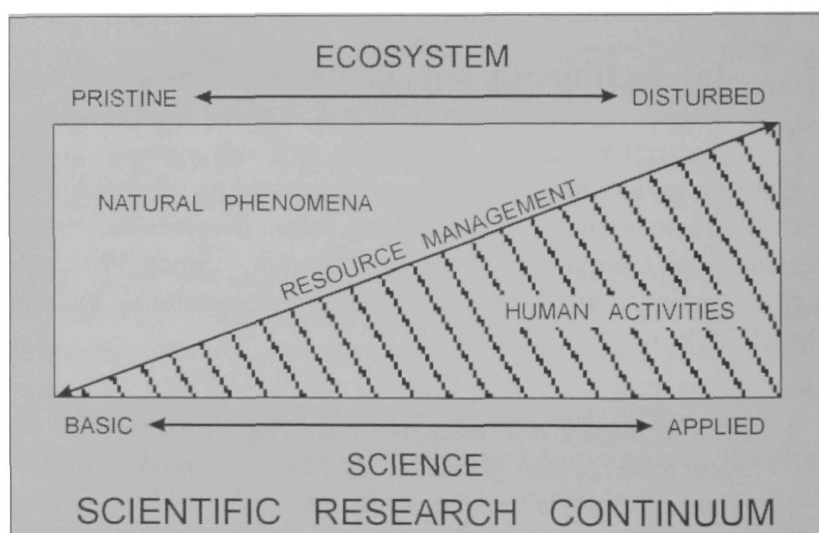 ECOSYSTEM
PRISTINE DISTURBED
NATURAL PHENOMENA
RESOURCE MANAGEMENT
HUMAN ACTIVITIES
BASIC APPLIED
SCIENCE
SCIENTIFIC RESEARCH CONTINUUM